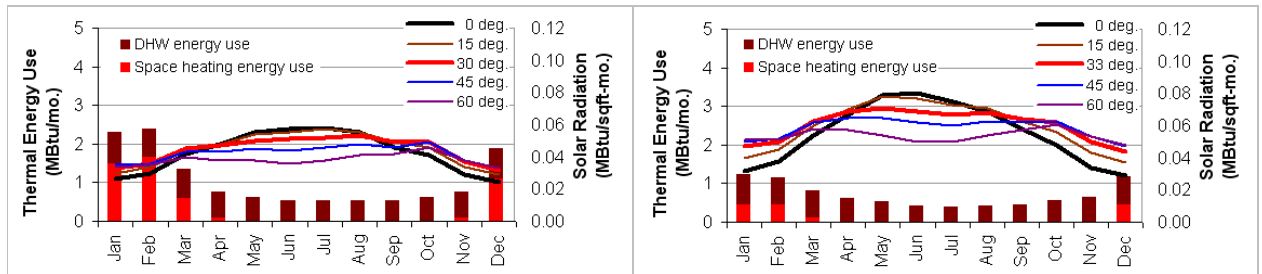 Thermal Energy Use
(MBtu/mo.)
5
4
3
2
1
0
DHW energy use
Space heating energy use
0 deg.
15 deg.
30 deg.
45 deg.
60 deg.
0.12
0.10
0.08
0.06
0.04
0.02
0.00
Solar Radiation
(MBtu/sqft-mo.)
Jan
Feb
Mar
Apr
May
Jun
Jul
Aug
Sep
Oct
Nov
Dec
Thermal Energy Use
(MBtu/mo.)
5
4
3
2
1
0
DHW energy use
Space heating energy use
0 deg.
15 deg.
33 deg.
45 deg.
60 deg.
0.12
0.10
0.08
0.06
0.04
0.02
0.00
Solar Radiation
(MBtu/sqft-mo.)
Jan
Feb
Mar
Apr
May
Jun
Jul
Aug
Sep
Oct
Nov
Dec